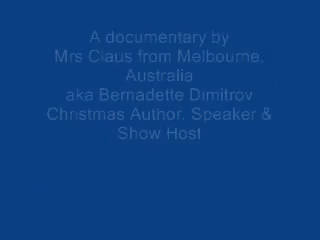 A documentary by
Mrs Claus from Melbourne,
Australia
aka Bernadette Dimitrov
Christmas Author, Speaker &
Show Host